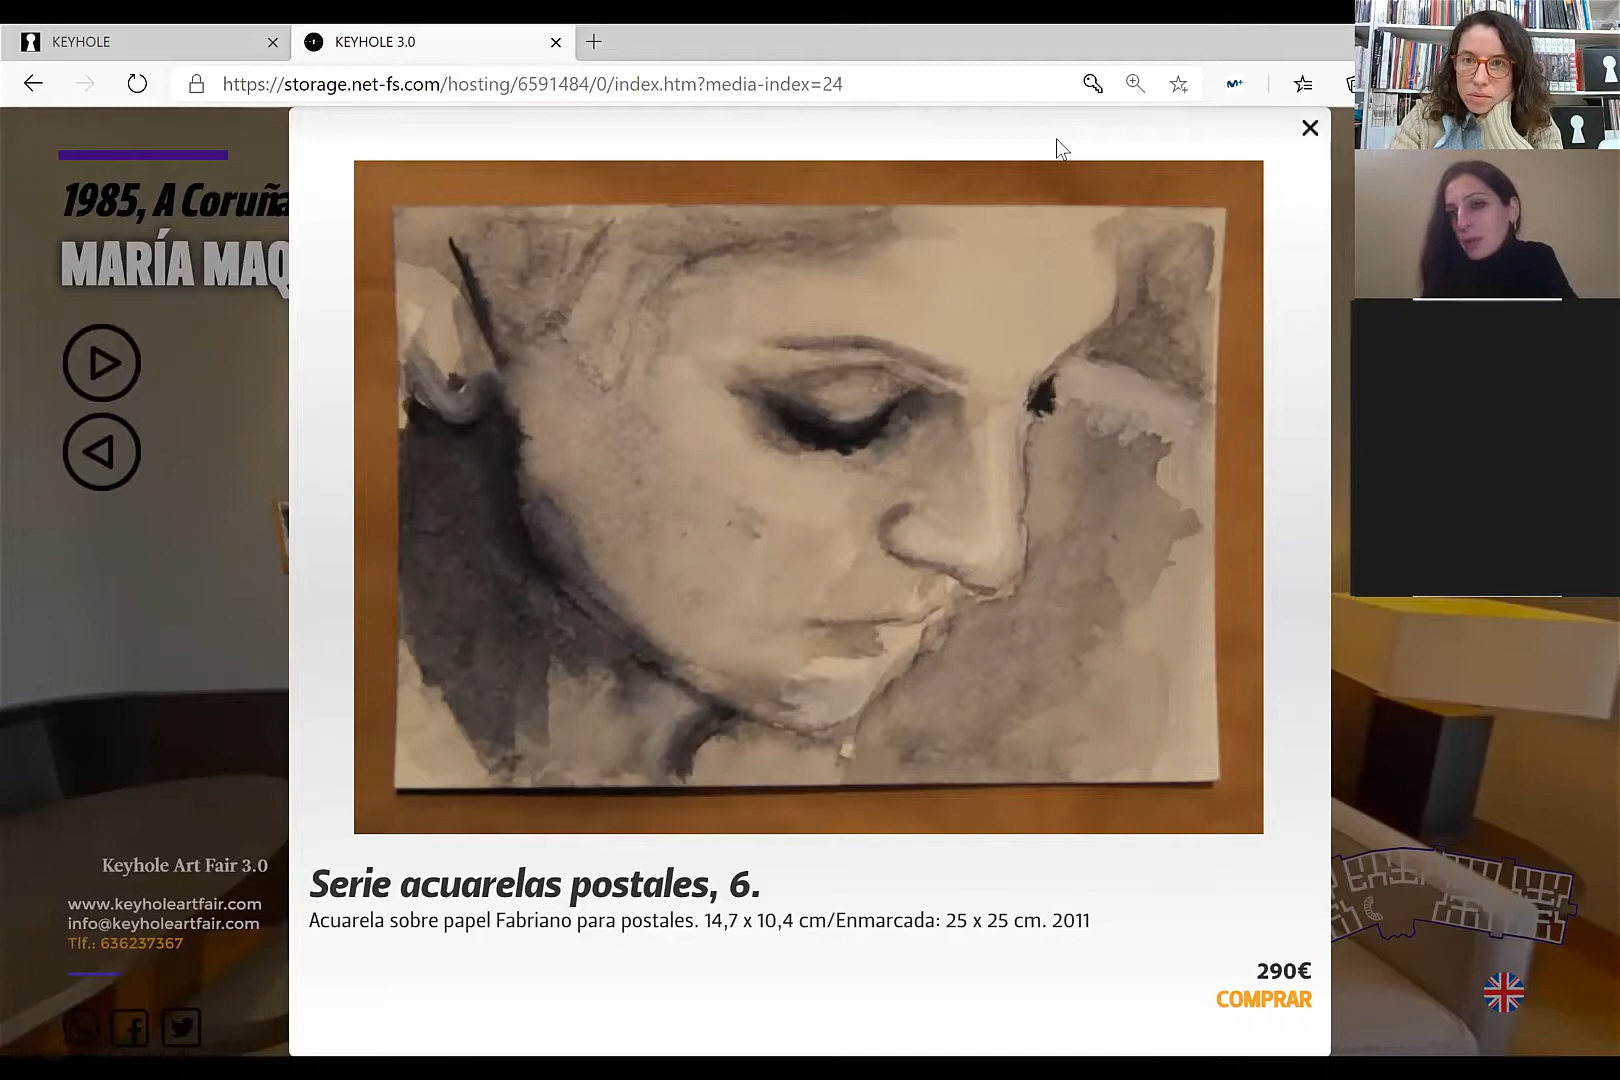 KEYHOLE
KEYHOLE 3.0
https://storage.net-fs.com/hosting/6591484/0/index.htm?media-index=24
1985, A Coruña
MARÍA MAQ
Serie acuarelas postales, 6.
Acuarela sobre papel Fabriano para postales. 14,7 x 10,4 cm/Enmarcada: 25 x 25 cm. 2011
290€
COMPRAR
Keyhole Art Fair 3.0
www.keyholeartfair.com
info@keyholeartfair.com
Tlf.: 636237367